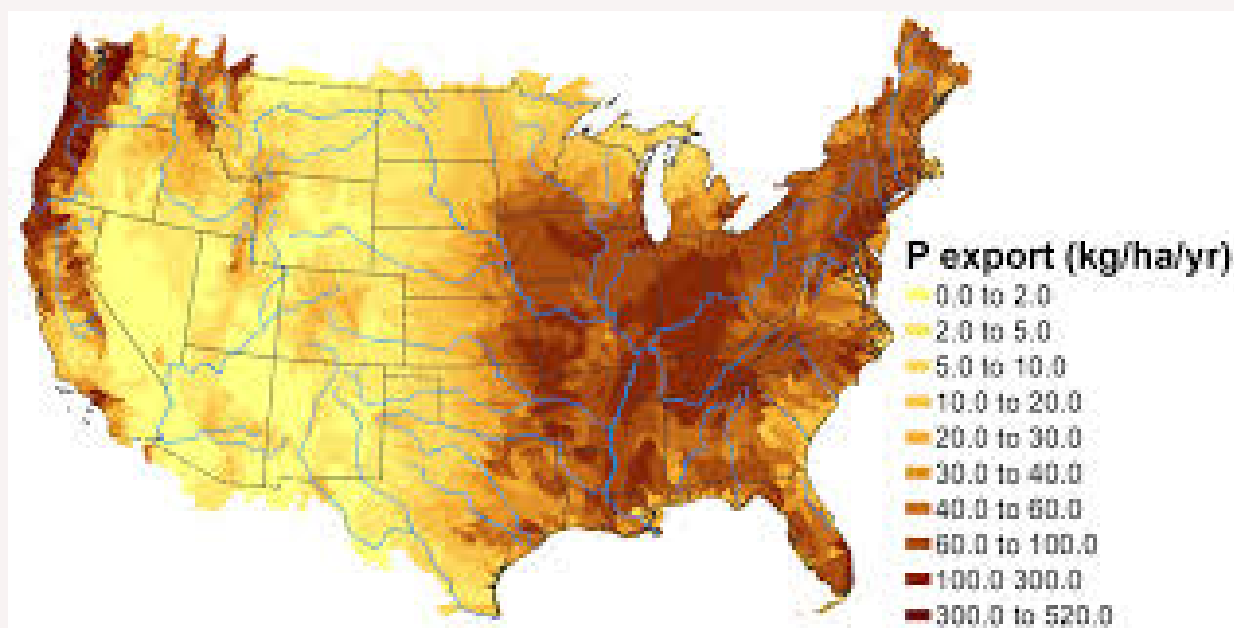 P export (kg/ha/yr)
0.0 to 2.0
2.0 to 5.0
5.0 to 10.0
10.0 to 20.0
20.0 to 30.0
30.0 to 40.0
40.0 to 60.0
60.0 to 100.0
100.0 300.0
300.0 to 520.0